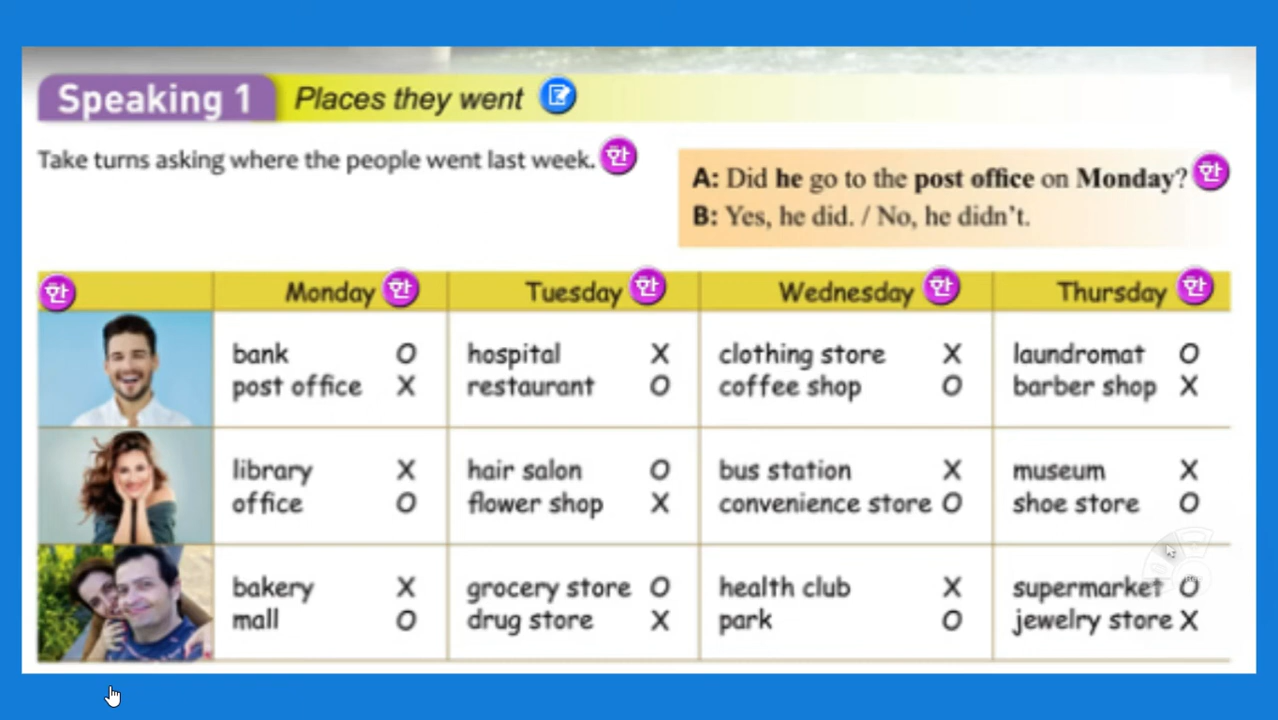 Speaking 1 Places they went
Take turns asking where the people went last week. 한
A: Did he go to the post office on Monday? 한
B: Yes, he did. / No, he didn't.
한 Monday 한 Tuesday 한 Wednesday 한 Thursday 한
bank O hospital X clothing store X laundromat O
post office X restaurant O coffee shop O barber shop X
library X hair salon O bus station X museum X
office O flower shop X convenience store O shoe store O
bakery X grocery store O health club X supermarket O
mall O drug store X park O jewelry store X